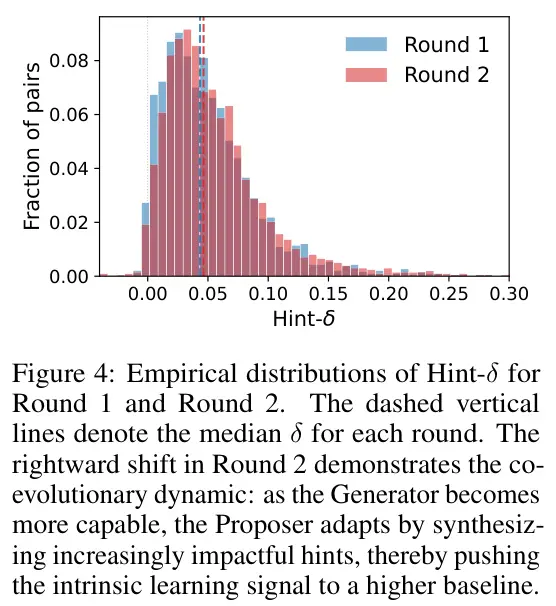 Round 1
Round 2
Fraction of pairs
0.08
0.06
0.04
0.02
0.00
0.00 0.05 0.10 0.15 0.20 0.25 0.30
Hint-δ
Figure 4: Empirical distributions of Hint-δ for
Round 1 and Round 2. The dashed vertical
lines denote the median δ for each round. The
rightward shift in Round 2 demonstrates the co-
evolutionary dynamic: as the Generator becomes
more capable, the Proposer adapts by synthesiz-
ing increasingly impactful hints, thereby pushing
the intrinsic learning signal to a higher baseline.